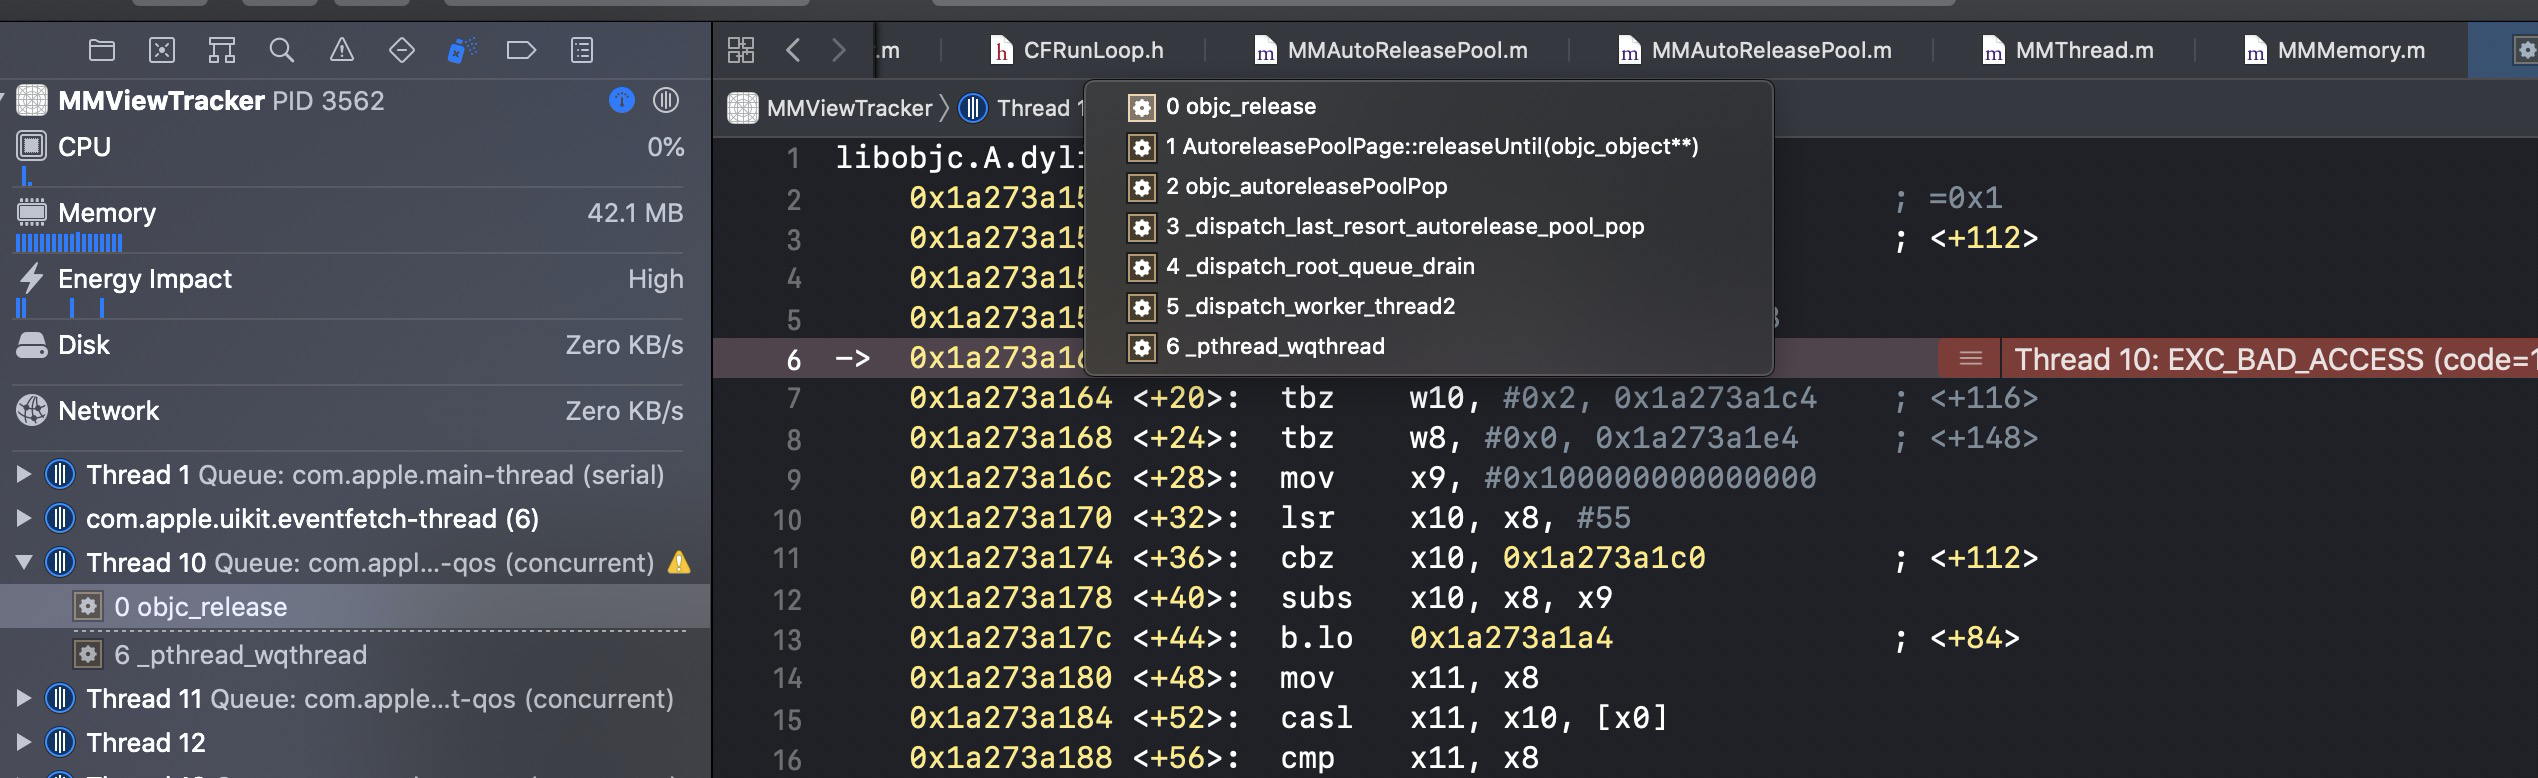 .m
CFRunLoop.h
MMAutoReleasePool.m
MMAutoReleasePool.m
MMThread.m
MMMemory.m
MMViewTracker PID 3562
CPU 0%
Memory 42.1 MB
Energy Impact High
Disk Zero KB/s
Network Zero KB/s
Thread 1 Queue: com.apple.main-thread (serial)
com.apple.uikit.eventfetch-thread (6)
Thread 10 Queue: com.appl...-qos (concurrent)
0 objc_release
6 _pthread_wqthread
Thread 11 Queue: com.apple...t-qos (concurrent)
Thread 12
MMViewTracker Thread 1
0 objc_release
1 AutoreleasePoolPage::releaseUntil(objc_object**)
2 objc_autoreleasePoolPop
3 _dispatch_last_resort_autorelease_pool_pop
4 _dispatch_root_queue_drain
5 _dispatch_worker_thread2
6 _pthread_wqthread
1 libobjc.A.dyli
2 0x1a273a15 ; =0x1
3 0x1a273a15 ; <+112>
4 0x1a273a15
5 0x1a273a15
6 -> 0x1a273a16 Thread 10: EXC_BAD_ACCESS (code=1
7 0x1a273a164 <+20>: tbz w10, #0x2, 0x1a273a1c4 ; <+116>
8 0x1a273a168 <+24>: tbz w8, #0x0, 0x1a273a1e4 ; <+148>
9 0x1a273a16c <+28>: mov x9, #0x100000000000000
10 0x1a273a170 <+32>: lsr x10, x8, #55
11 0x1a273a174 <+36>: cbz x10, 0x1a273a1c0 ; <+112>
12 0x1a273a178 <+40>: subs x10, x8, x9
13 0x1a273a17c <+44>: b.lo 0x1a273a1a4 ; <+84>
14 0x1a273a180 <+48>: mov x11, x8
15 0x1a273a184 <+52>: casl x11, x10, [x0]
16 0x1a273a188 <+56>: cmp x11, x8